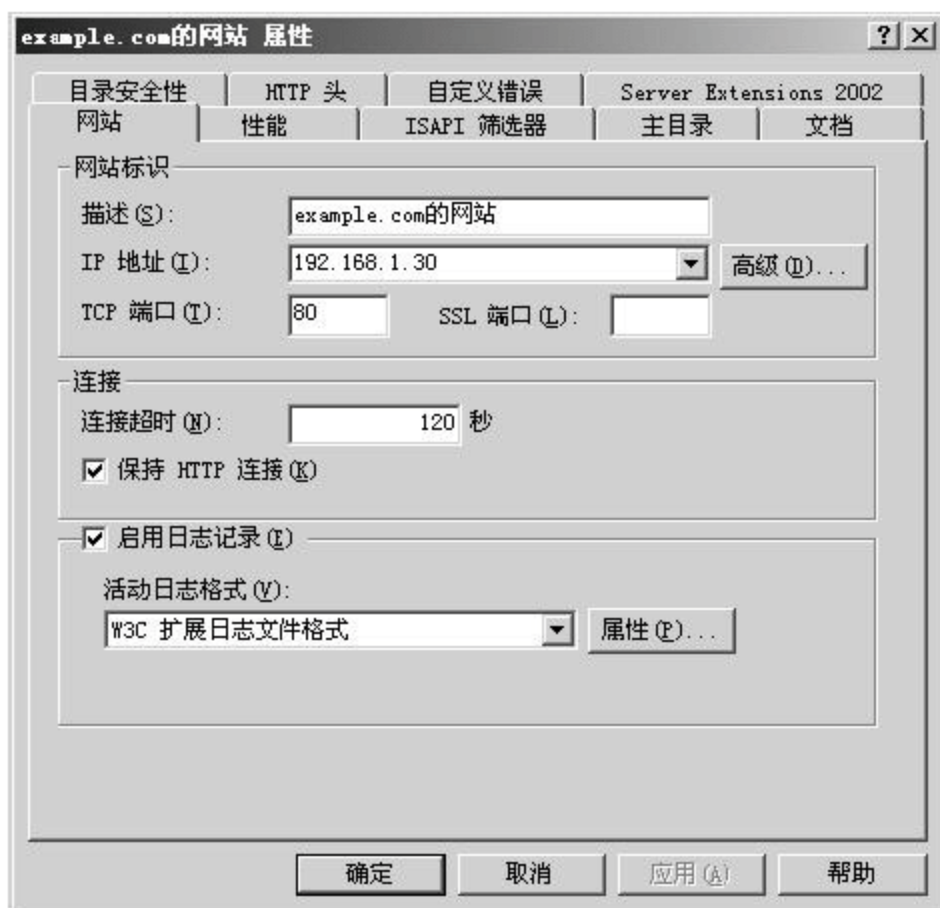 example.com的网站 属性
目录安全性 HTTP 头 自定义错误 Server Extensions 2002
网站 性能 ISAPI 筛选器 主目录 文档
网站标识
描述(S): example.com的网站
IP 地址(I): 192.168.1.30 高级(D)...
TCP 端口(T): 80 SSL 端口(L):
连接
连接超时(N): 120 秒
保持 HTTP 连接(K)
启用日志记录(E)
活动日志格式(V):
W3C 扩展日志文件格式 属性(P)...
确定 取消 应用(A) 帮助